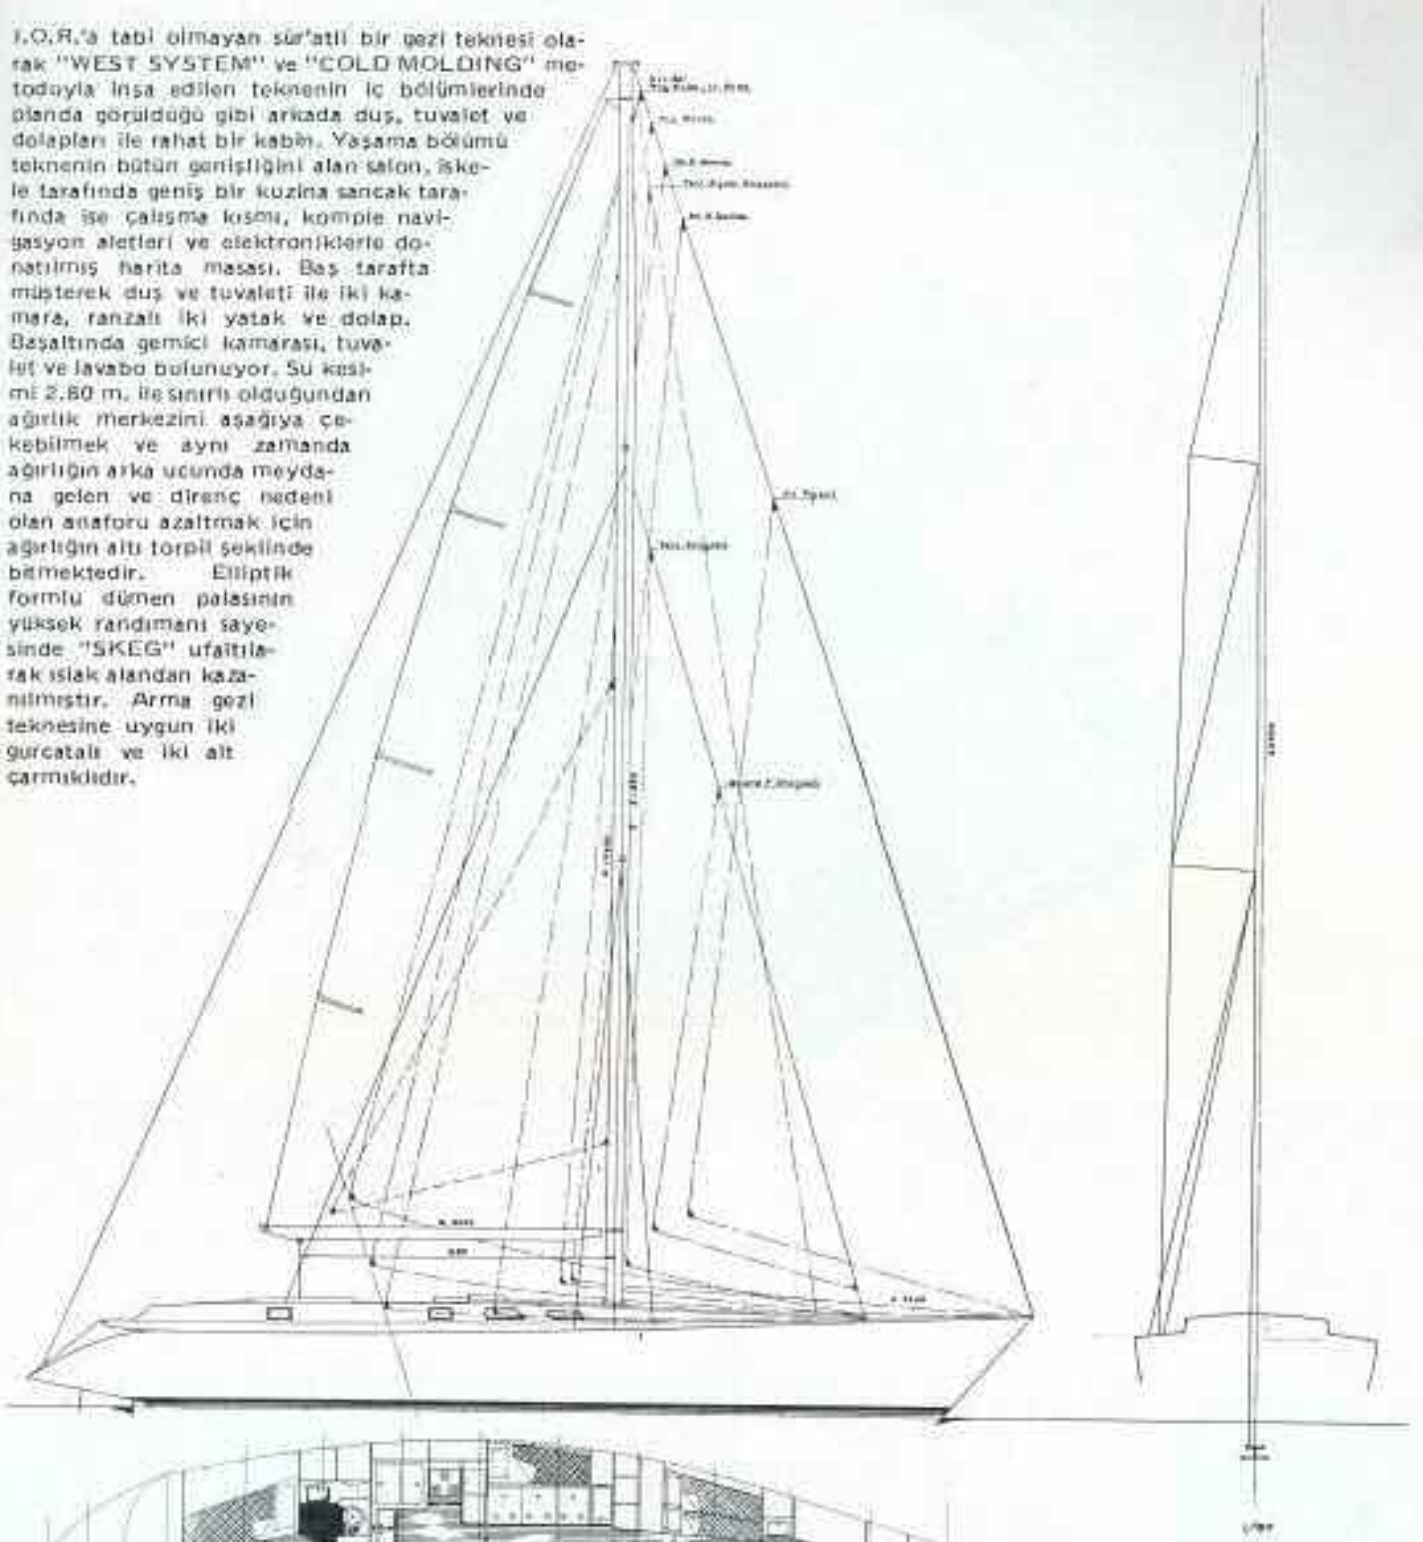 I.O.R.'a tabi olmayan sür'atli bir gezi teknesi ola-
rak "WEST SYSTEM" ve "COLD MOLDING" me-
toduyla inşa edilen teknenin iç bölümlerinde
planda görüldüğü gibi arkada duş, tuvalet ve
dolapları ile rahat bir kabin. Yaşama bölümü
teknenin bütün genişliğini alan salon, iske-
le tarafında geniş bir kuzina sancak tara-
fında ise çalışma kısmı, komple navi-
gasyon aletleri ve elektroniklerle do-
natılmış harita masası. Baş tarafta
müşterek duş ve tuvaleti ile iki ka-
mara, ranzalı iki yatak ve dolap.
Başaltında gemici kamarası, tuva-
let ve lavabo bulunuyor. Su kesi-
mi 2.80 m. ile sınırlı olduğundan
ağırlık merkezini aşağıya çe-
kebilmek ve aynı zamanda
ağırlığın arka ucunda meyda-
na gelen ve direnç nedeni
olan anaforu azaltmak için
ağırlığın altı torpil şeklinde
bitmektedir. Elliptik
formlu dümen palasının
yüksek randımanı saye-
sinde "SKEG" ufaltıla-
rak ıslak alandan kaza-
nılmıştır. Arma gezi
teknesine uygun iki
gurcatalı ve iki alt
çarmıklıdır.